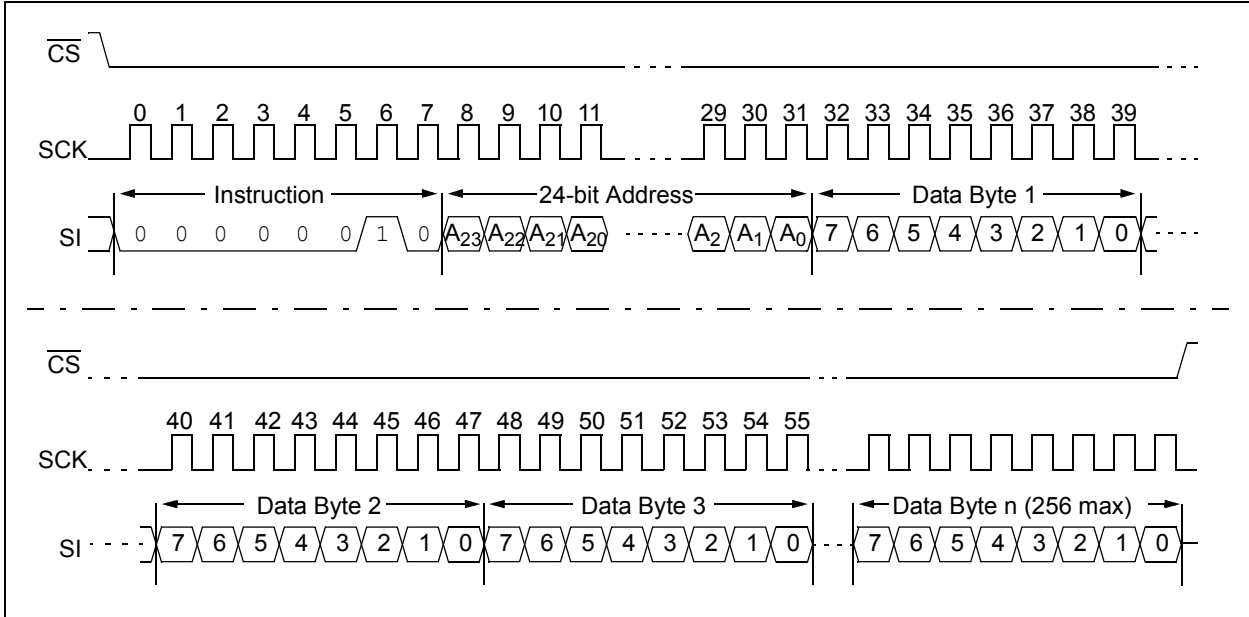 CS
0 1 2 3 4 5 6 7 8 9 10 11 29 30 31 32 33 34 35 36 37 38 39
SCK
Instruction 24-bit Address Data Byte 1
SI 0 0 0 0 0 0 1 0 A23 A22 A21 A20 A2 A1 A0 7 6 5 4 3 2 1 0
CS
40 41 42 43 44 45 46 47 48 49 50 51 52 53 54 55
SCK
Data Byte 2 Data Byte 3 Data Byte n (256 max)
SI 7 6 5 4 3 2 1 0 7 6 5 4 3 2 1 0 7 6 5 4 3 2 1 0